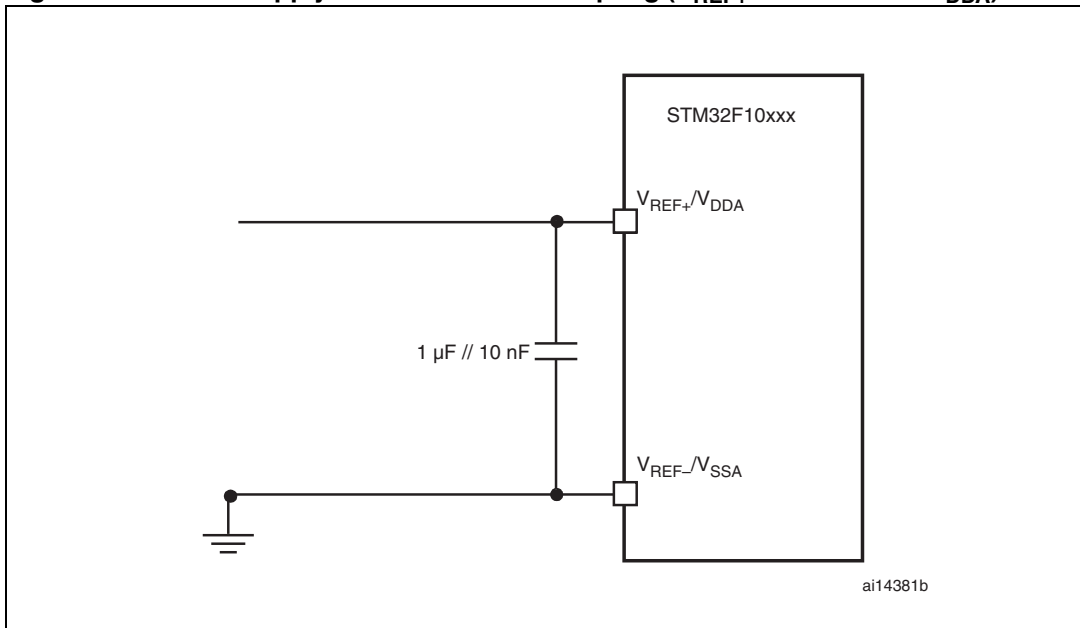 STM32F10xxx
VREF+/VDDA
1 µF // 10 nF
VREF–/VSSA
ai14381b